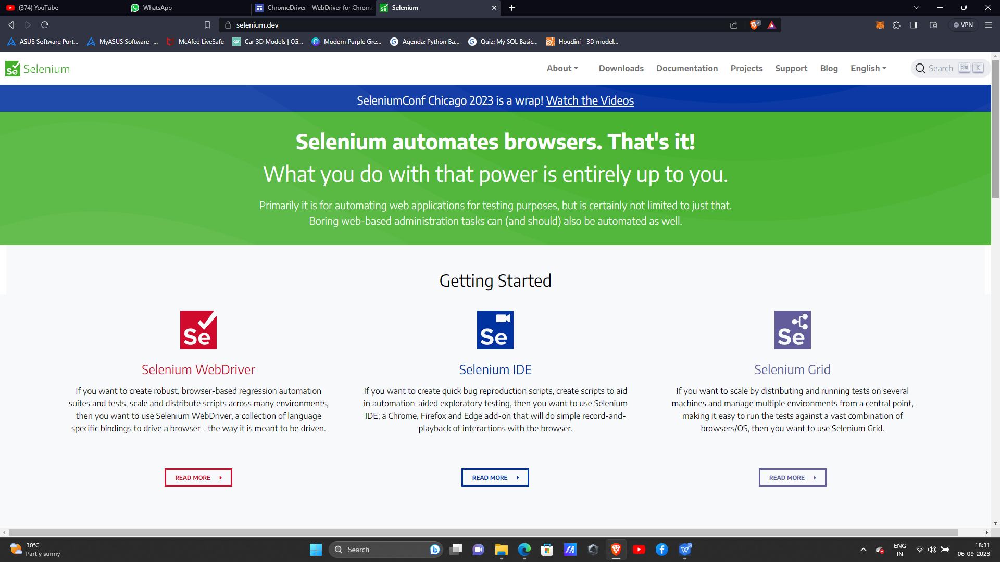 (374) YouTube
WhatsApp
ChromeDriver - WebDriver for Chrome
Selenium
selenium.dev
2
VPN
ASUS Software Port...
MyASUS Software -...
McAfee LiveSafe
cgt
Car 3D Models | CG...
Modern Purple Gre...
Agenda: Python Ba...
Quiz: My SQL Basic...
Houdini - 3D model...
Se Selenium
About
Downloads
Documentation
Projects
Support
Blog
English
Search
CTRL
K
SeleniumConf Chicago 2023 is a wrap! Watch the Videos
Selenium automates browsers. That's it!
What you do with that power is entirely up to you.
Primarily it is for automating web applications for testing purposes, but is certainly not limited to just that.
Boring web-based administration tasks can (and should) also be automated as well.
Getting Started
Se
Selenium WebDriver
If you want to create robust, browser-based regression automation
suites and tests, scale and distribute scripts across many environments,
then you want to use Selenium WebDriver, a collection of language
specific bindings to drive a browser - the way it is meant to be driven.
READ MORE
Se
Selenium IDE
If you want to create quick bug reproduction scripts, create scripts to aid
in automation-aided exploratory testing, then you want to use Selenium
IDE; a Chrome, Firefox and Edge add-on that will do simple record-and-
playback of interactions with the browser.
READ MORE
Se
Selenium Grid
If you want to scale by distributing and running tests on several
machines and manage multiple environments from a central point,
making it easy to run the tests against a vast combination of
browsers/OS, then you want to use Selenium Grid.
READ MORE
30°C
Partly sunny
Search
ENG
IN
18:31
06-09-2023